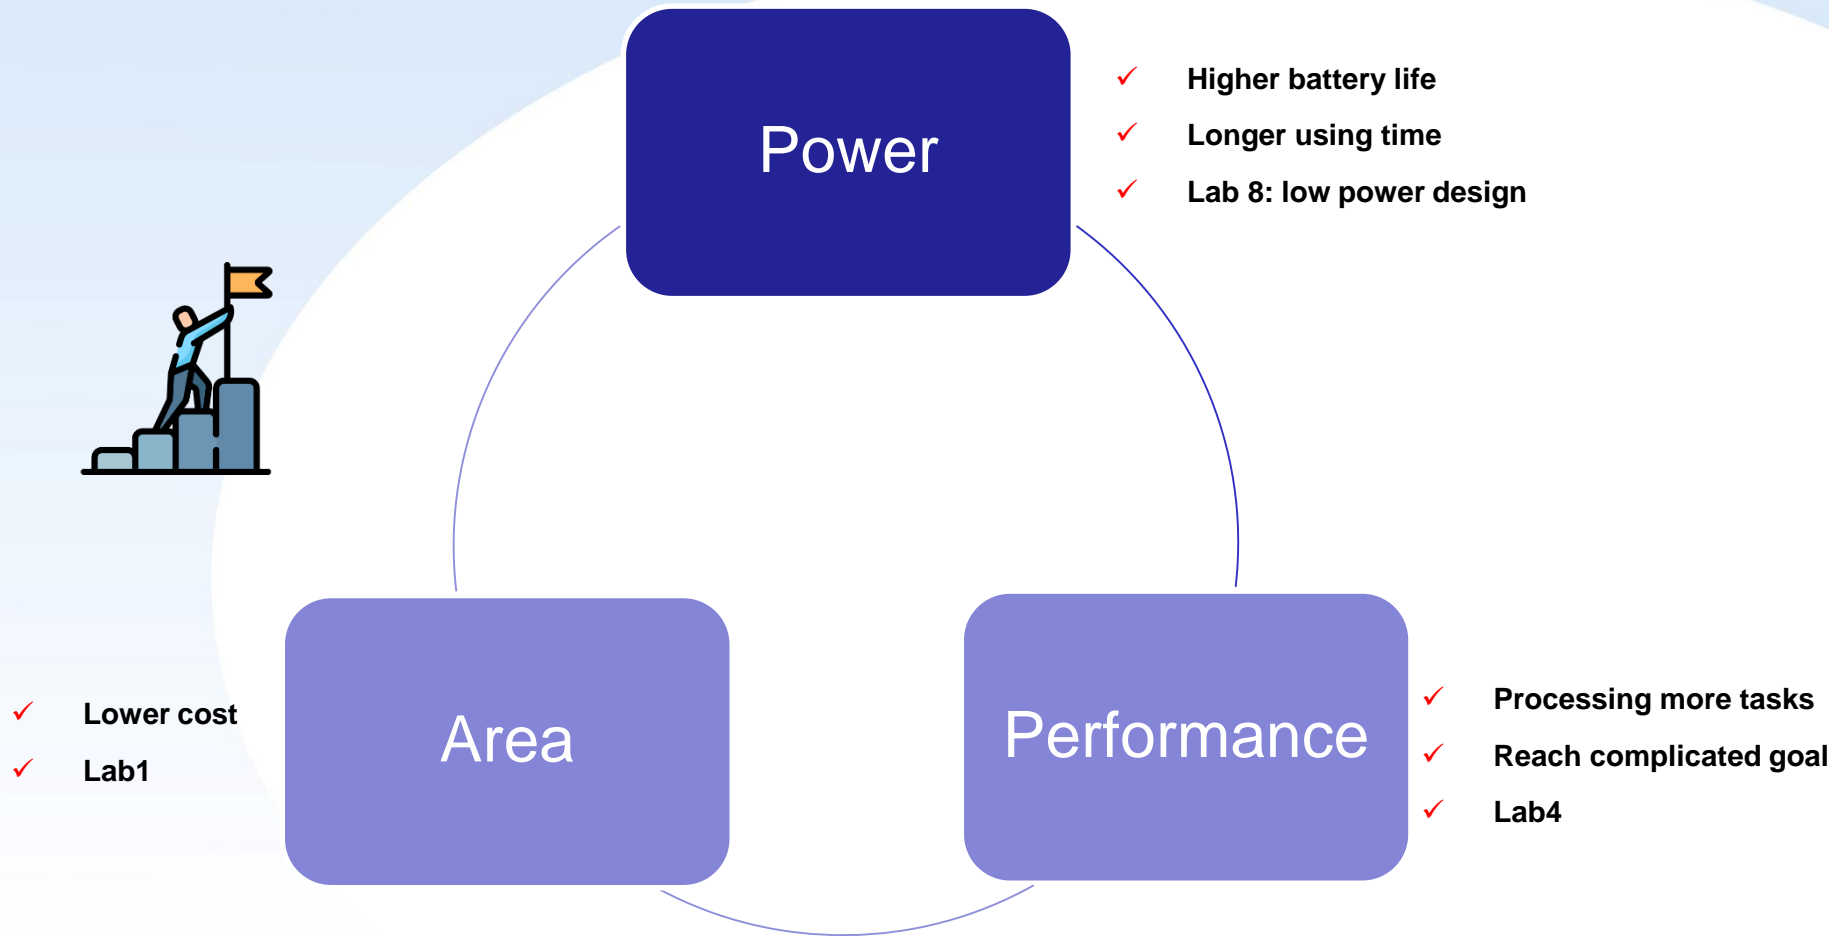 Power
Higher battery life
Longer using time
Lab 8: low power design
Area
Lower cost
Lab1
Performance
Processing more tasks
Reach complicated goal
Lab4